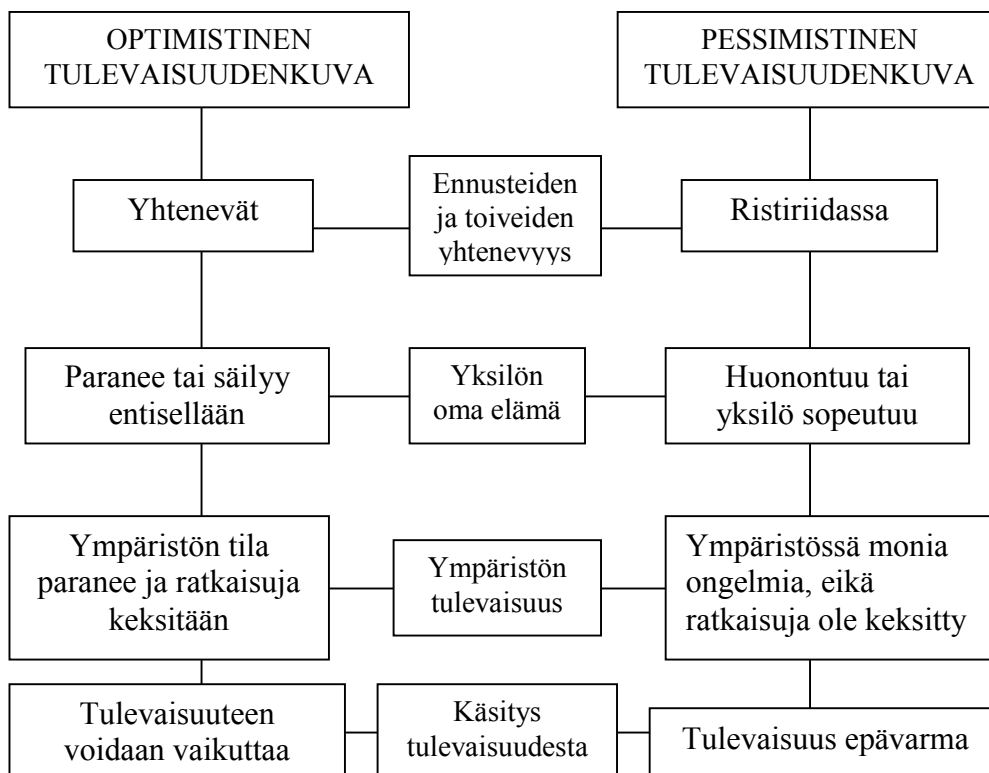 OPTIMISTINEN
TULEVAISUUDENKUVA
PESSIMISTINEN
TULEVAISUUDENKUVA
Yhtenevät
Ennusteiden
ja toiveiden
yhtenevyys
Ristiriidassa
Paranee tai säilyy
entisellään
Yksilön
oma elämä
Huonontuu tai
yksilö sopeutuu
Ympäristön tila
paranee ja ratkaisuja
keksitään
Ympäristön
tulevaisuus
Ympäristössä monia
ongelmia, eikä
ratkaisuja ole keksitty
Tulevaisuuteen
voidaan vaikuttaa
Käsitys
tulevaisuudesta
Tulevaisuus epävarma